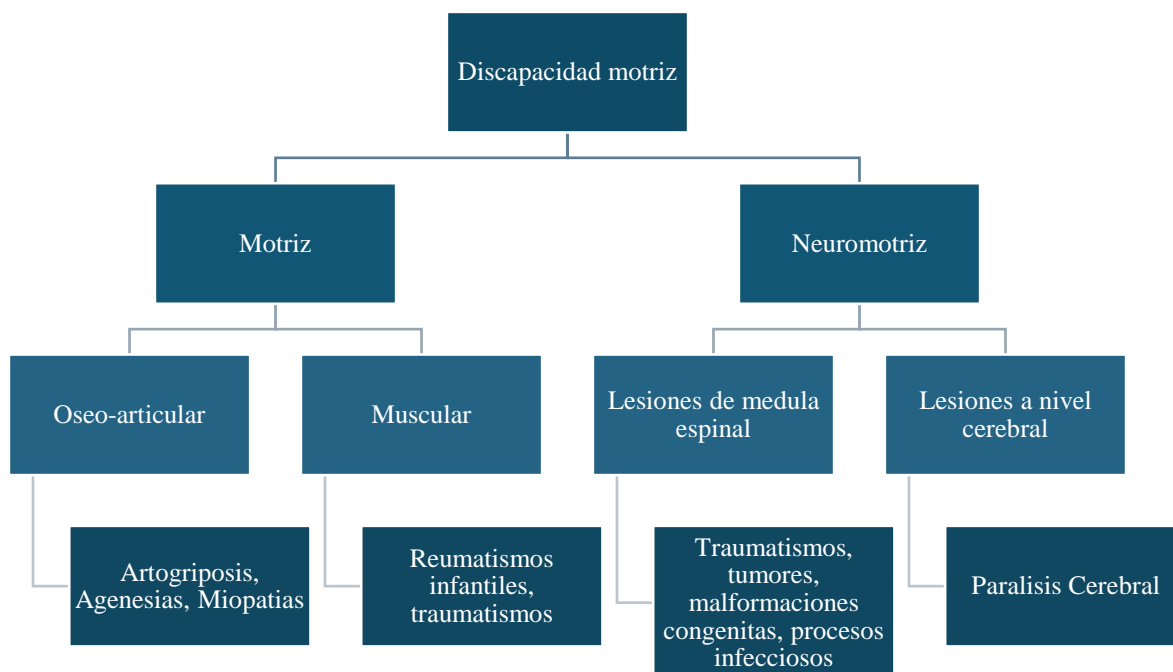 Discapacidad motriz
Motriz
Neuromotriz
Oseo-articular
Muscular
Lesiones de medula
espinal
Lesiones a nivel
cerebral
Artogriposis,
Agenesias, Miopatias
Reumatismos
infantiles,
traumatismos
Traumatismos,
tumores,
malformaciones
congenitas, procesos
infecciosos
Paralisis Cerebral